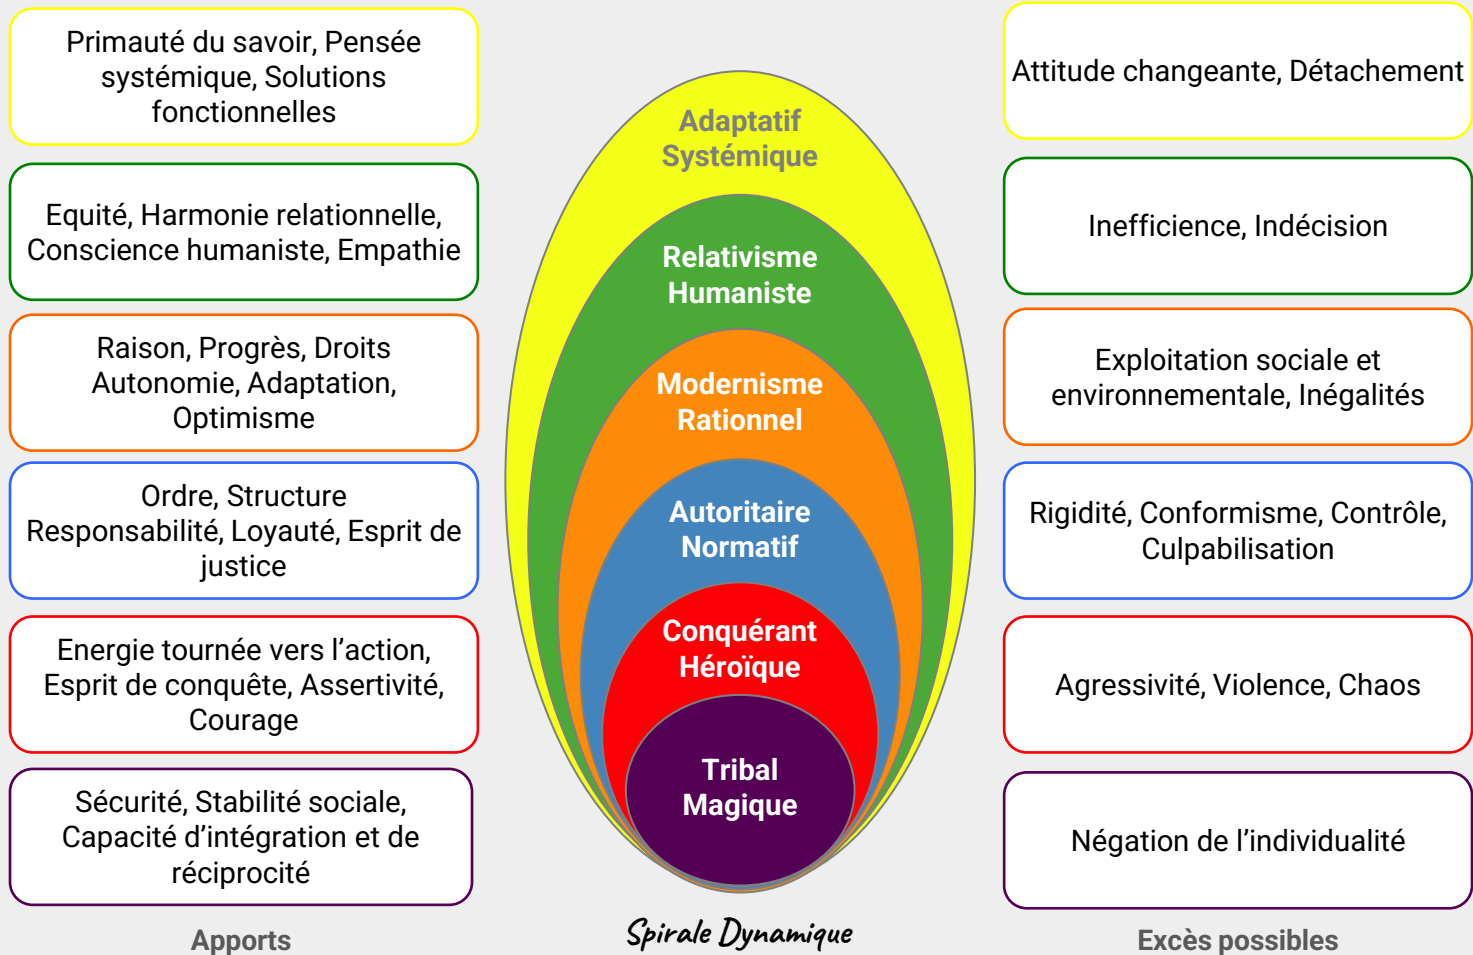 Primauté du savoir, Pensée
systémique, Solutions
fonctionnelles
Adaptatif
Systémique
Attitude changeante, Détachement
Equité, Harmonie relationnelle,
Conscience humaniste, Empathie
Relativisme
Humaniste
Inefficience, Indécision
Raison, Progrès, Droits
Autonomie, Adaptation,
Optimisme
Modernisme
Rationnel
Exploitation sociale et
environnementale, Inégalités
Ordre, Structure
Responsabilité, Loyauté, Esprit de
justice
Autoritaire
Normatif
Rigidité, Conformisme, Contrôle,
Culpabilisation
Energie tournée vers l’action,
Esprit de conquête, Assertivité,
Courage
Conquérant
Héroïque
Agressivité, Violence, Chaos
Sécurité, Stabilité sociale,
Capacité d’intégration et de
réciprocité
Tribal
Magique
Négation de l’individualité
Apports
Spirale Dynamique
Excès possibles